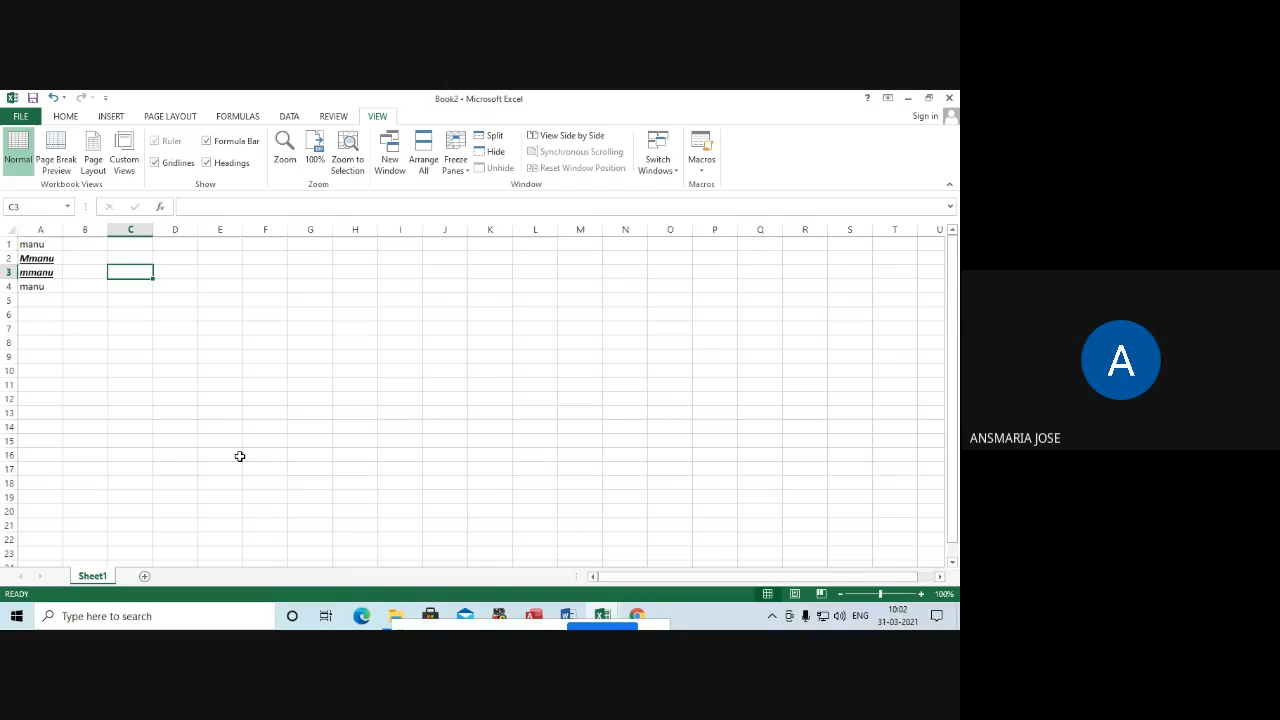 Book2 - Microsoft Excel
?
FILE HOME INSERT PAGE LAYOUT FORMULAS DATA REVIEW VIEW Sign in
Normal Page Break Preview Page Layout Custom Views
Workbook Views
Ruler Formula Bar
Gridlines Headings
Show
Zoom 100% Zoom to Selection
Zoom
New Window Arrange All Freeze Panes
Split View Side by Side
Hide Synchronous Scrolling
Unhide Reset Window Position
Switch Windows
Window
Macros
Macros
C3 fx
A B C D E F G H I J K L M N O P Q R S T U
1 manu
2 Mmanu
3 mmanu
4 manu
5
6
7
8
9
10
11
12
13
14
15
16
17
18
19
20
21
22
23
Sheet1
READY 100%
Type here to search ENG 10:02
31-03-2021
A
ANSMARIA JOSE